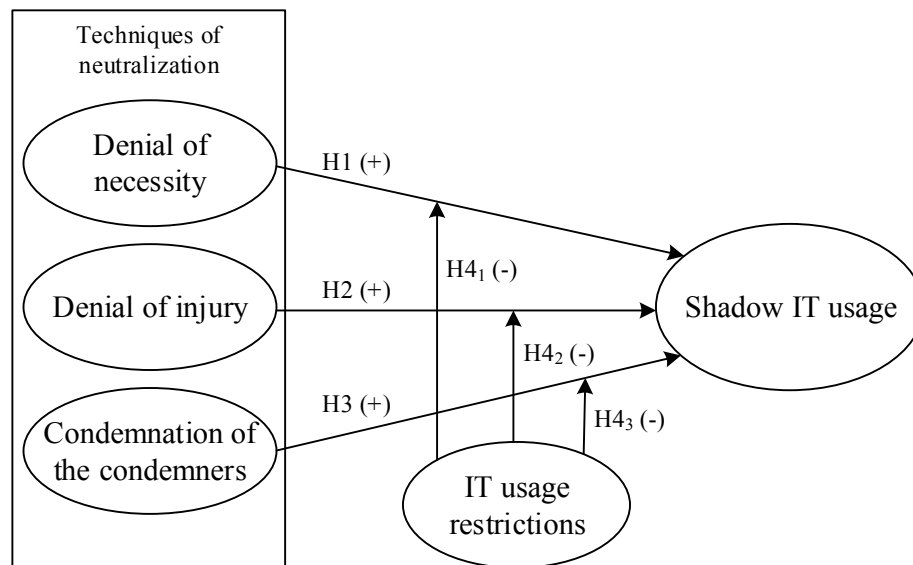 Techniques of
neutralization
Denial of
necessity
Denial of injury
Condemnation of
the condemners
H1 (+)
H2 (+)
H3 (+)
H4₁ (-)
H4₂ (-)
H4₃ (-)
IT usage
restrictions
Shadow IT usage